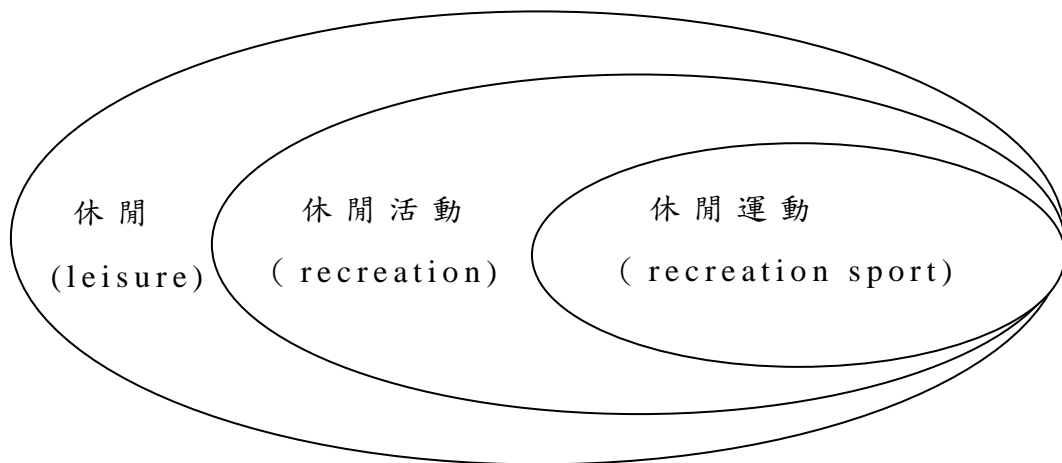 休閒
(leisure)
休閒活動
（ recreation)
休閒運動
（ recreation sport)